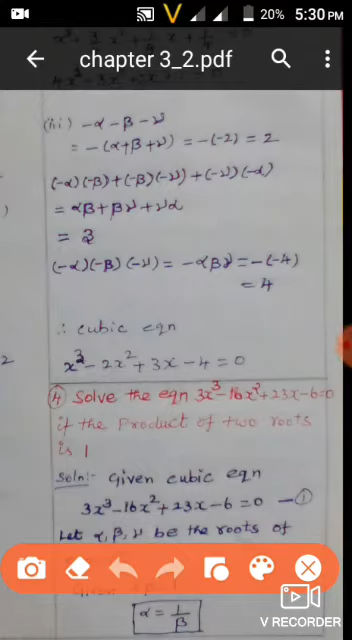 20% 5:30 PM
chapter 3_2.pdf
4x³
(iii) -α-β-γ
= -(α+β+γ) = -(-2) = 2
(-α)(-β)+(-β)(-γ)+(-γ)(-α)
)
= αβ+βγ+γα
= 3
(-α)(-β)(-γ) = -αβγ = -(-4)
= 4
∴ cubic eqn
2
x³-2x²+3x-4=0
④ Solve the eqn 3x³-16x²+23x-6=0
if the Product of two roots
is 1
Soln:- Given cubic eqn
3x³-16x²+23x-6=0 —①
Let α, β, γ be the roots of
α = 1/β
V RECORDER